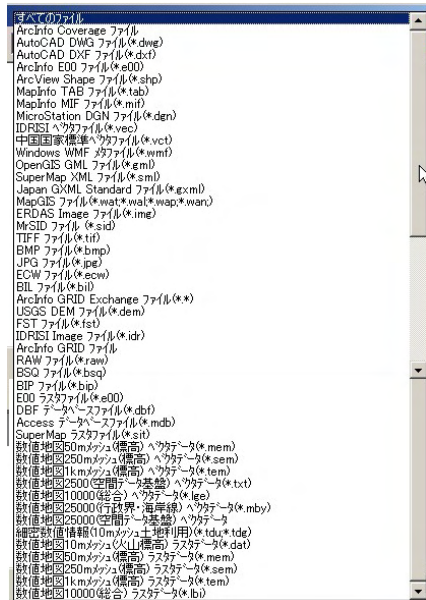 すべてのファイル
ArcInfo Coverage ファイル
AutoCAD DWG ファイル(*.dwg)
AutoCAD DXF ファイル(*.dxf)
ArcInfo E00 ファイル(*.e00)
ArcView Shape ファイル(*.shp)
MapInfo TAB ファイル(*.tab)
MapInfo MIF ファイル(*.mif)
MicroStation DGN ファイル(*.dgn)
IDRISI ベクタファイル(*.vec)
中国国家標準ベクタファイル(*.vct)
Windows WMF メタファイル(*.wmf)
OpenGIS GML ファイル(*.gml)
SuperMap XML ファイル(*.sml)
Japan GXML Standard ファイル(*.gxml)
MapGIS ファイル(*.wat;*.wal;*.wap;*.wan;)
ERDAS Image ファイル(*.img)
MrSID ファイル (*.sid)
TIFF ファイル(*.tif)
BMP ファイル(*.bmp)
JPG ファイル(*.jpg)
ECW ファイル(*.ecw)
BIL ファイル(*.bil)
ArcInfo GRID Exchange ファイル(*.*)
USGS DEM ファイル(*.dem)
FST ファイル(*.fst)
IDRISI Image ファイル(*.idr)
ArcInfo GRID ファイル
RAW ファイル(*.raw)
BSQ ファイル(*.bsq)
BIP ファイル(*.bip)
E00 ラスタファイル(*.e00)
DBF データベースファイル(*.dbf)
Access データベースファイル(*.mdb)
SuperMap ラスタファイル(*.sit)
数値地図50mメッシュ(標高) ベクタデータ(*.mem)
数値地図250mメッシュ(標高) ベクタデータ(*.sem)
数値地図1kmメッシュ(標高) ベクタデータ(*.tem)
数値地図2500(空間データ基盤) ベクタデータ(*.txt)
数値地図10000(総合) ベクタデータ(*.lge)
数値地図25000(行政界・海岸線) ベクタデータ(*.mby)
数値地図25000(空間データ基盤) ベクタデータ
細密数値情報(10mメッシュ土地利用)(*.tdu;*.tdg)
数値地図10mメッシュ(火山標高) ラスタデータ(*.dat)
数値地図50mメッシュ(標高) ラスタデータ(*.mem)
数値地図250mメッシュ(標高) ラスタデータ(*.sem)
数値地図1kmメッシュ(標高) ラスタデータ(*.tem)
数値地図10000(総合) ラスタデータ(*.lbi)